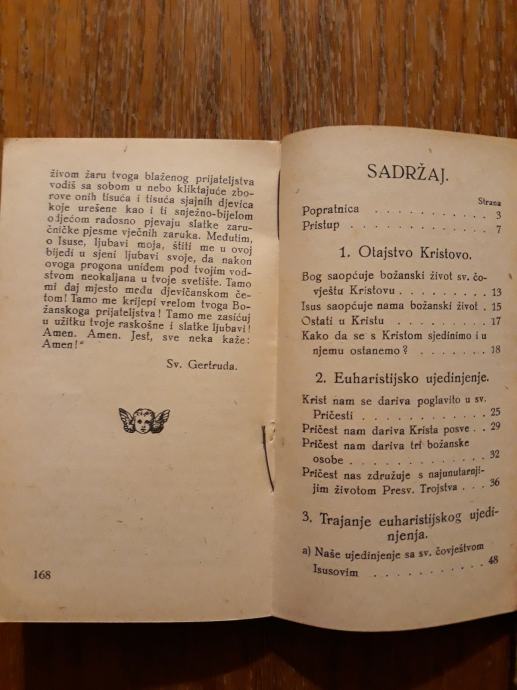 živom žaru tvoga blaženog prijateljstva
vodiš sa sobom u nebo kliktajuće zbo-
rove onih tisuća i tisuća sjajnih djevica
koje urešene kao i ti snježno-bijelom
odjećom radosno pjevaju slatke zaru-
čničke pjesme vječnih zaruka. Međutim,
o Isuse, ljubavi moja, štiti me u ovoj
bijedi u sjeni ljubavi svoje, da nakon
ovoga progona uniđem pod tvojim vod-
stvom neokaljana u tvoje svetište. Tamo
mi daj mjesto među djevičanskom če-
tom! Tamo me krijepi vrelom tvoga Bo-
žanskoga prijateljstva! Tamo me zasićuj
u užitku tvoje raskošne i slatke ljubavi!
Amen. Amen. Jest, sve neka kaže:
Amen!"
Sv. Gertruda.
168
SADRŽAJ.
Strana
Popratnica . . . . . . . . . 3
Pristup . . . . . . . . . . 7
1. Otajstvo Kristovo.
Bog saopćuje božanski život sv. čo-
vještvu Kristovu . . . . . . . 13
Isus saopćuje nama božanski život . 15
Ostati u Kristu . . . . . . . 17
Kako da se s Kristom sjedinimo i u
njemu ostanemo? . . . . . . 18
2. Euharistijsko ujedinjenje.
Krist nam se dariva poglavito u sv.
Pričesti . . . . . . . . . 25
Pričest nam dariva Krista posve . . 29
Pričest nam dariva tri božanske
osobe . . . . . . . . . . 32
Pričest nas združuje s najunutarnji-
jim životom Presv. Trojstva . . . 36
3. Trajanje euharistijskog ujedi-
njenja.
a) Naše ujedinjenje sa sv. čovještvom
Isusovim . . . . . . . . . 48